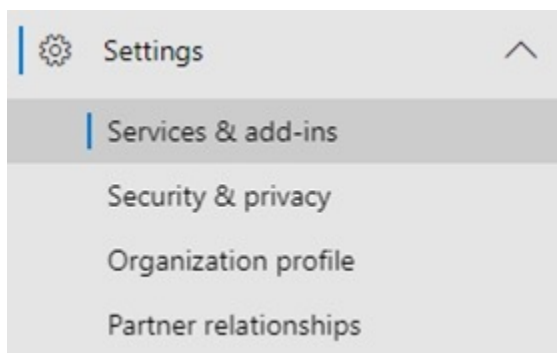 Settings
Services & add-ins
Security & privacy
Organization profile
Partner relationships